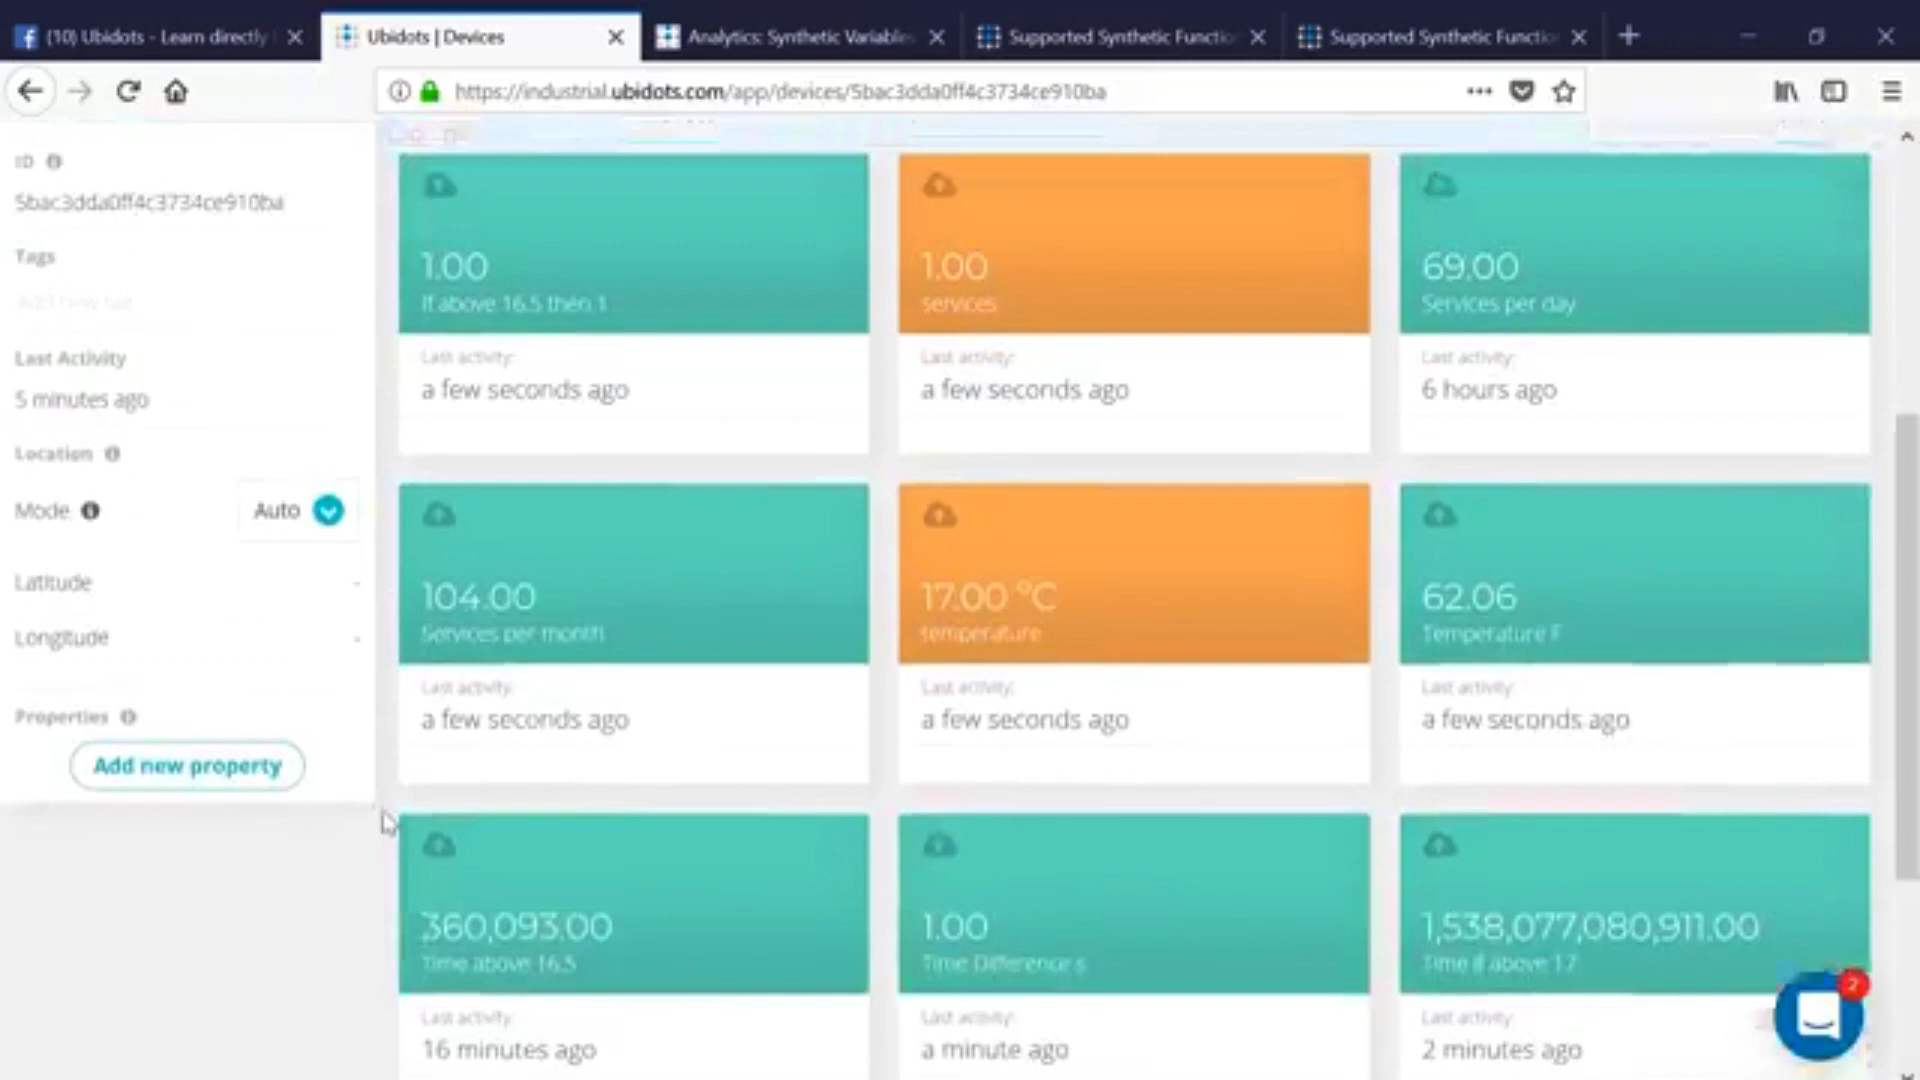 (10) Ubidots - Learn directly
Ubidots | Devices
Analytics: Synthetic Variables
Supported Synthetic Functio
Supported Synthetic Functio
https://industrial.ubidots.com/app/devices/5bac3dda0ff4c3734ce910ba
ID
5bac3dda0ff4c3734ce910ba
Tags
Add new tag
Last Activity
5 minutes ago
Location
Mode
Auto
Latitude
-
Longitude
-
Properties
Add new property
1.00
If above 16.5 then 1
Last activity:
a few seconds ago
1.00
services
Last activity:
a few seconds ago
69.00
Services per day
Last activity:
6 hours ago
104.00
Services per month
Last activity:
a few seconds ago
17.00 °C
temperature
Last activity:
a few seconds ago
62.06
Temperature F
Last activity:
a few seconds ago
360,093.00
Time above 16.5
Last activity:
16 minutes ago
1.00
Time Difference s
Last activity:
a minute ago
1,538,077,080,911.00
Time if above 17
Last activity:
2 minutes ago
2